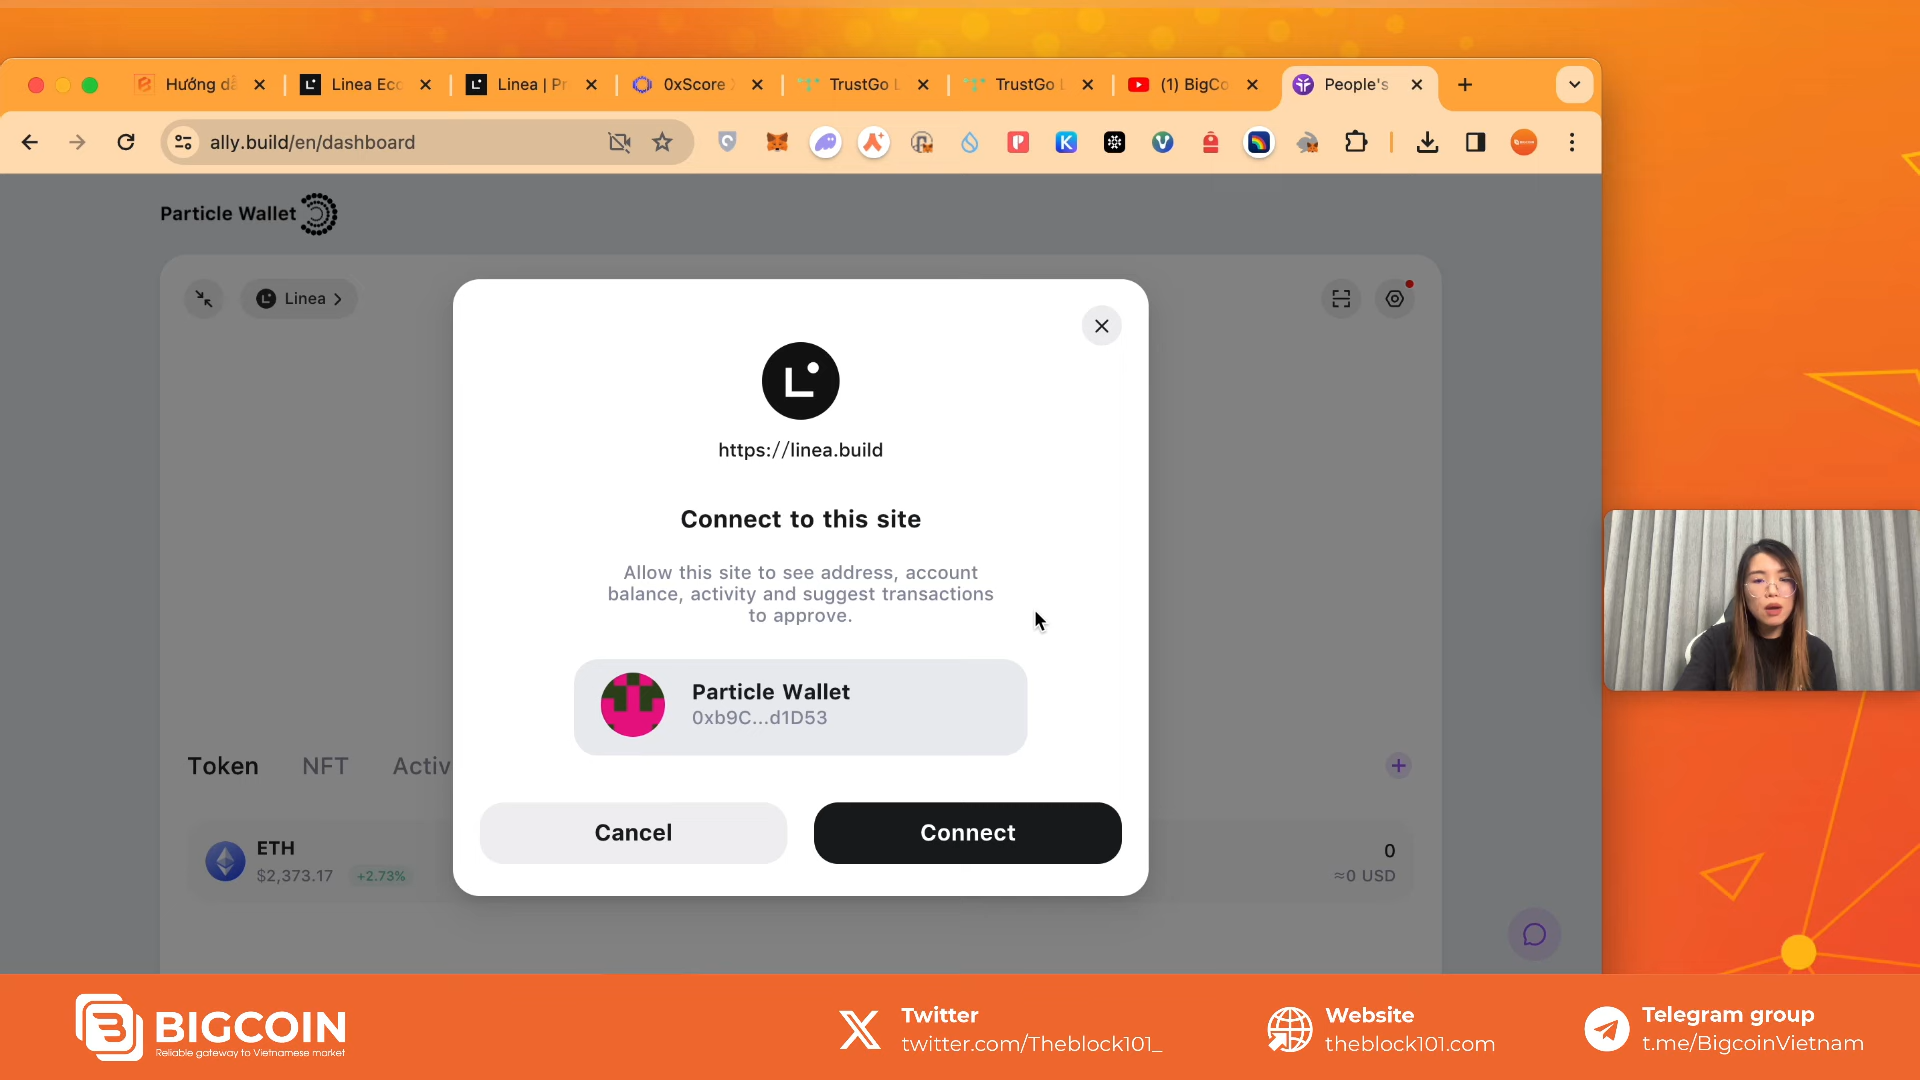 Hướng dẫ
Linea Ecc
Linea | Pr
0xScore
TrustGo L
TrustGo L
(1) BigCo
People's
ally.build/en/dashboard
Particle Wallet
Linea
https://linea.build
Connect to this site
Allow this site to see address, account
balance, activity and suggest transactions
to approve.
Particle Wallet
0xb9C...d1D53
Token NFT Activ
Cancel
Connect
ETH
$2,373.17 +2.73%
0
≈0 USD
BIGCOIN
Reliable gateway to Vietnamese market
Twitter
twitter.com/Theblock101_
Website
theblock101.com
Telegram group
t.me/BigcoinVietnam